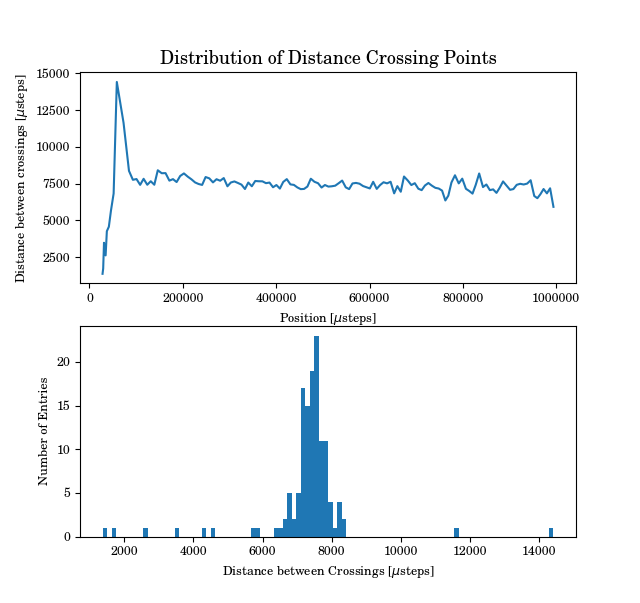 Distribution of Distance Crossing Points
Distance between crossings [μsteps]
15000
12500
10000
7500
5000
2500
0 200000 400000 600000 800000 1000000
Position [μsteps]
Number of Entries
20
15
10
5
0
2000 4000 6000 8000 10000 12000 14000
Distance between Crossings [μsteps]